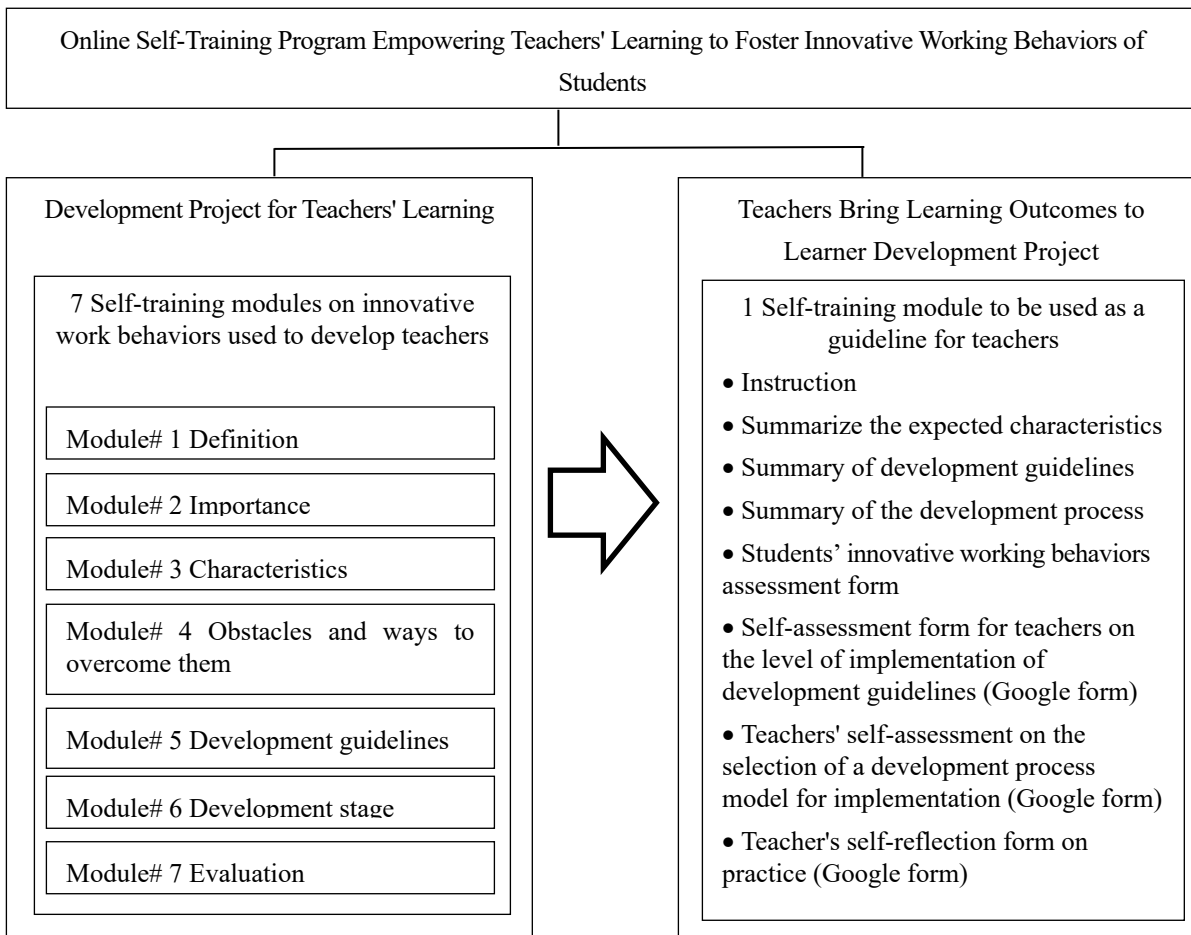 Online Self-Training Program Empowering Teachers' Learning to Foster Innovative Working Behaviors of
Students
Development Project for Teachers' Learning
7 Self-training modules on innovative
work behaviors used to develop teachers
Module# 1 Definition
Module# 2 Importance
Module# 3 Characteristics
Module# 4 Obstacles and ways to
overcome them
Module# 5 Development guidelines
Module# 6 Development stage
Module# 7 Evaluation
Teachers Bring Learning Outcomes to
Learner Development Project
1 Self-training module to be used as a
guideline for teachers
• Instruction
• Summarize the expected characteristics
• Summary of development guidelines
• Summary of the development process
• Students’ innovative working behaviors
assessment form
• Self-assessment form for teachers on
the level of implementation of
development guidelines (Google form)
• Teachers' self-assessment on the
selection of a development process
model for implementation (Google form)
• Teacher's self-reflection form on
practice (Google form)